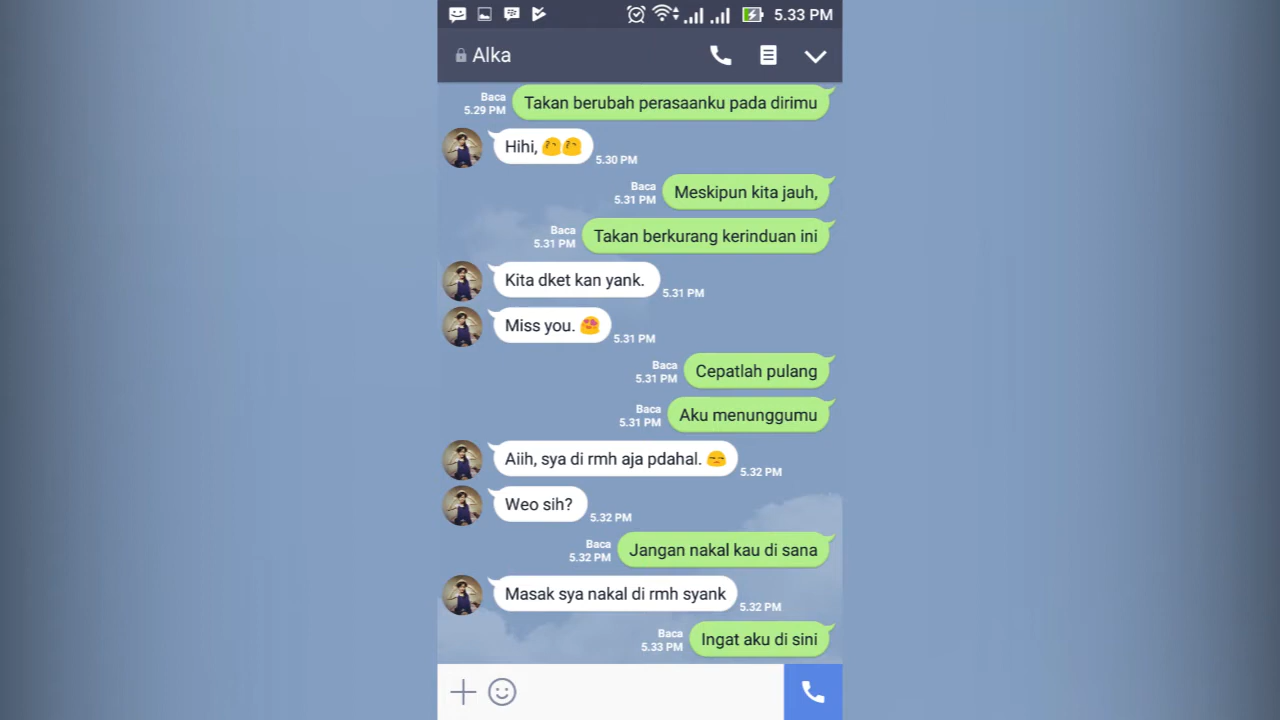 5.33 PM
Alka
Takan berubah perasaanku pada dirimu
Baca
5.29 PM
Hihi,
5.30 PM
Meskipun kita jauh,
Baca
5.31 PM
Takan berkurang kerinduan ini
Baca
5.31 PM
Kita dket kan yank.
5.31 PM
Miss you. 😍
5.31 PM
Cepatlah pulang
Baca
5.31 PM
Aku menunggumu
Baca
5.31 PM
Aiih, sya di rmh aja pdahal. 😒
5.32 PM
Weo sih?
5.32 PM
Jangan nakal kau di sana
Baca
5.32 PM
Masak sya nakal di rmh syank
5.32 PM
Ingat aku di sini
Baca
5.33 PM